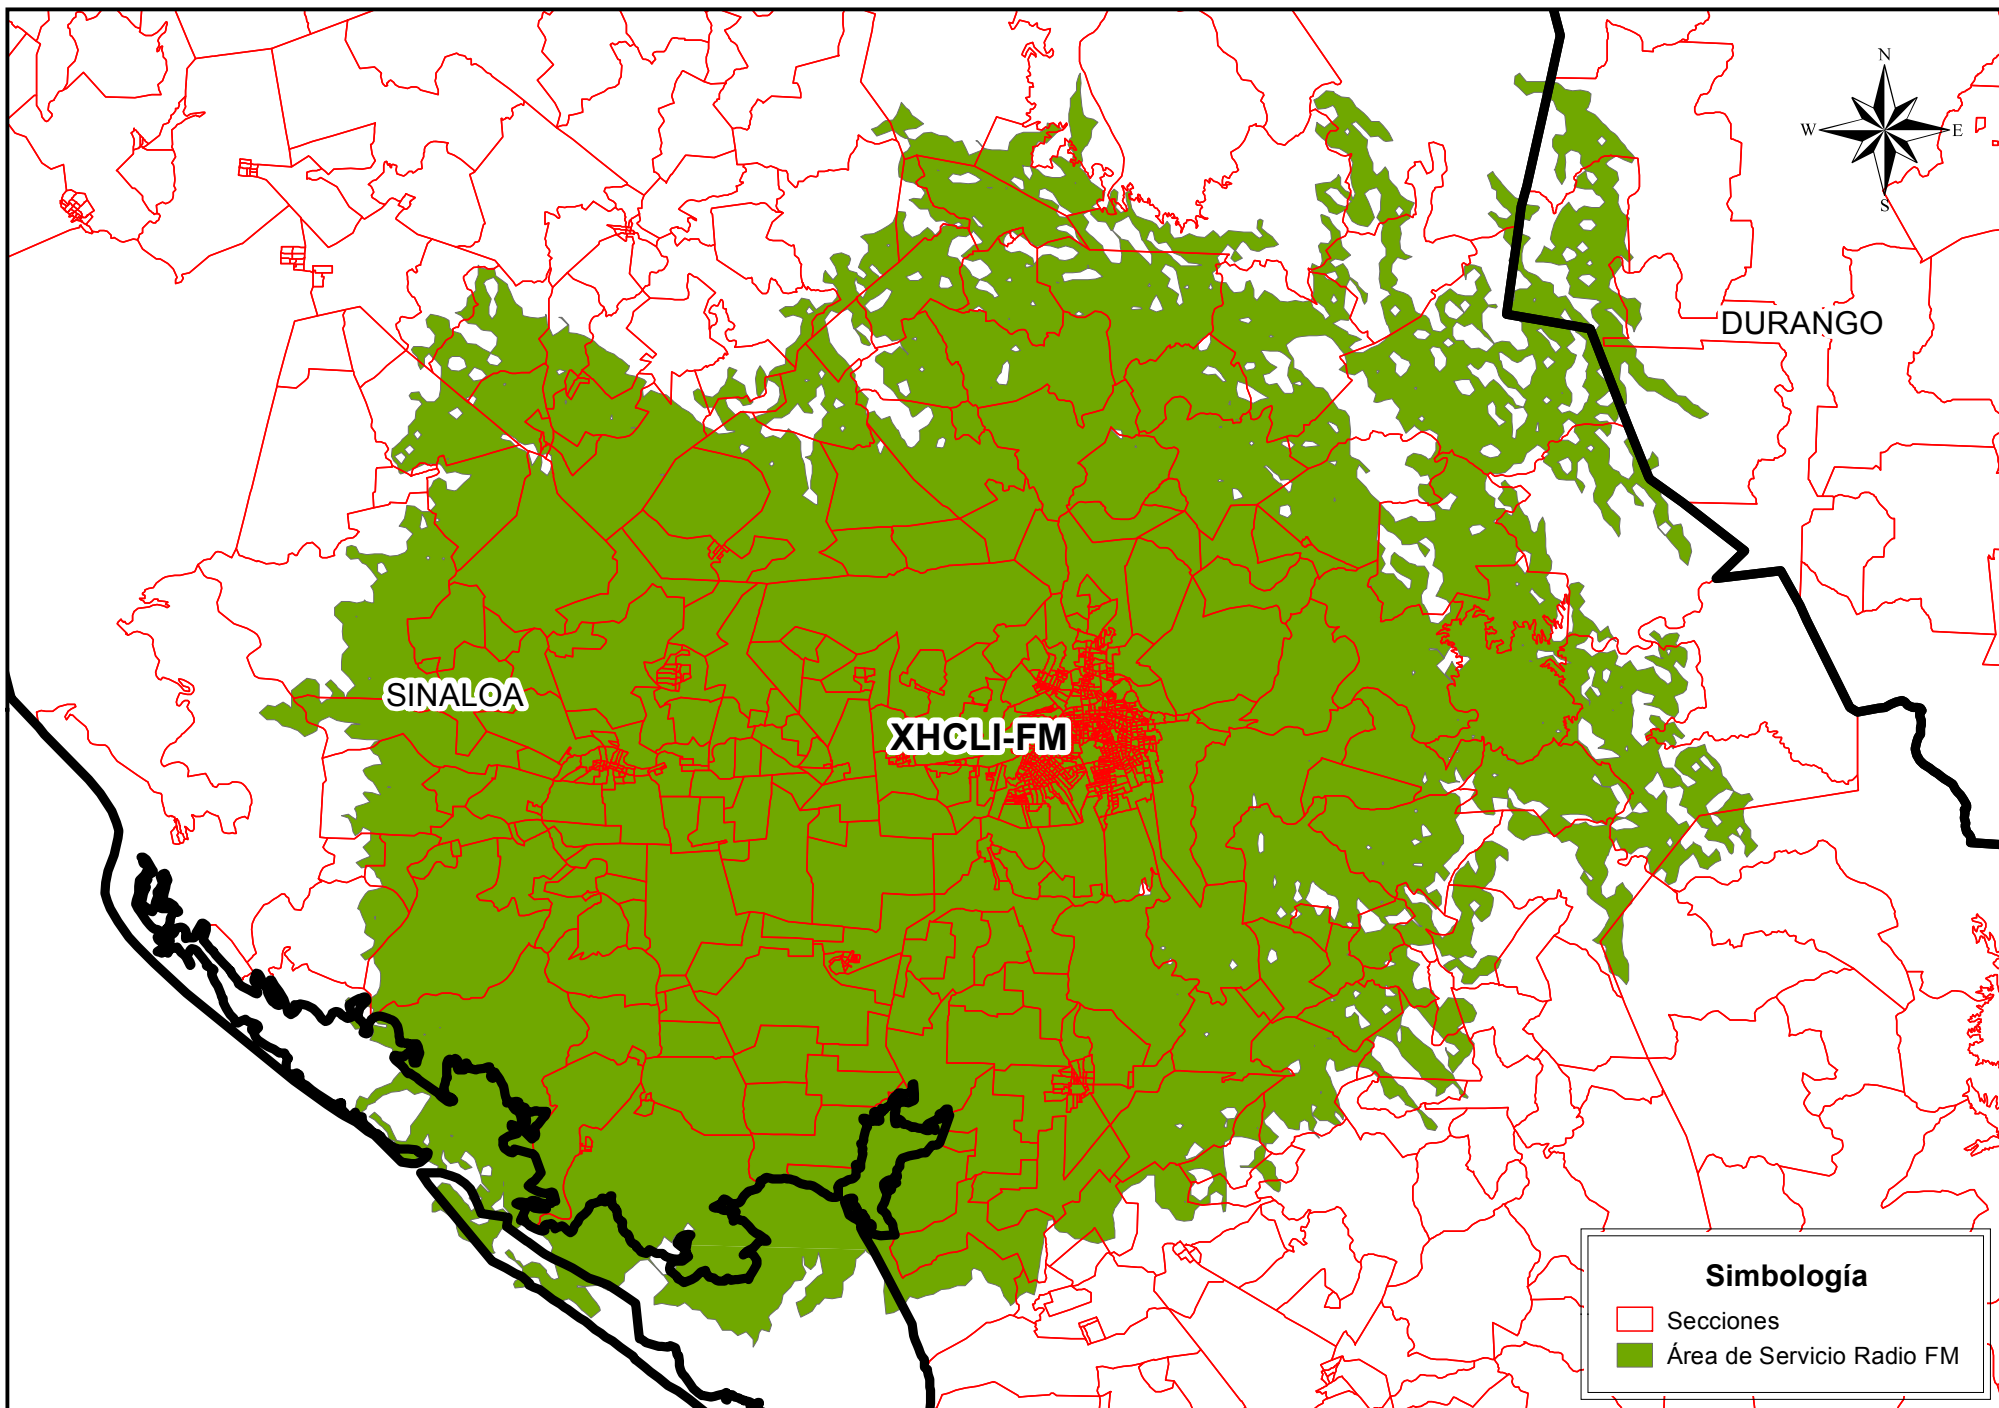 N
W E
S
DURANGO
SINALOA
XHCLI-FM
Simbología
Secciones
Área de Servicio Radio FM